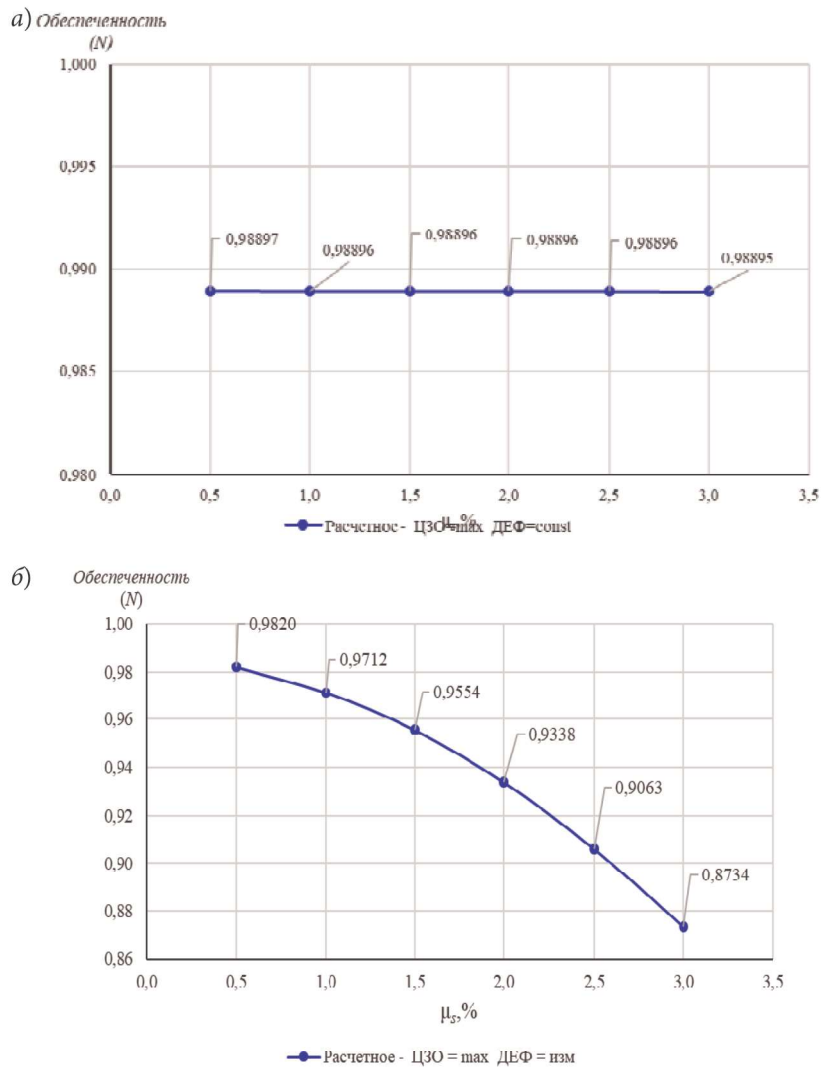 а) Обеспеченность
(N)
1,000
0,98897
0,98896
0,98896
0,98896
0,98896
0,98895
0,995
0,990
0,985
0,980
0,0 0,5 1,0 1,5 2,0 2,5 3,0 3,5
μs,%
Расчетное - ЦЗО=max ДЕФ=const
б) Обеспеченность
(N)
1,00
0,9820
0,9712
0,9554
0,9338
0,9063
0,8734
0,98
0,96
0,94
0,92
0,90
0,88
0,86
0,0 0,5 1,0 1,5 2,0 2,5 3,0 3,5
μs,%
Расчетное - ЦЗО = max ДЕФ = изм